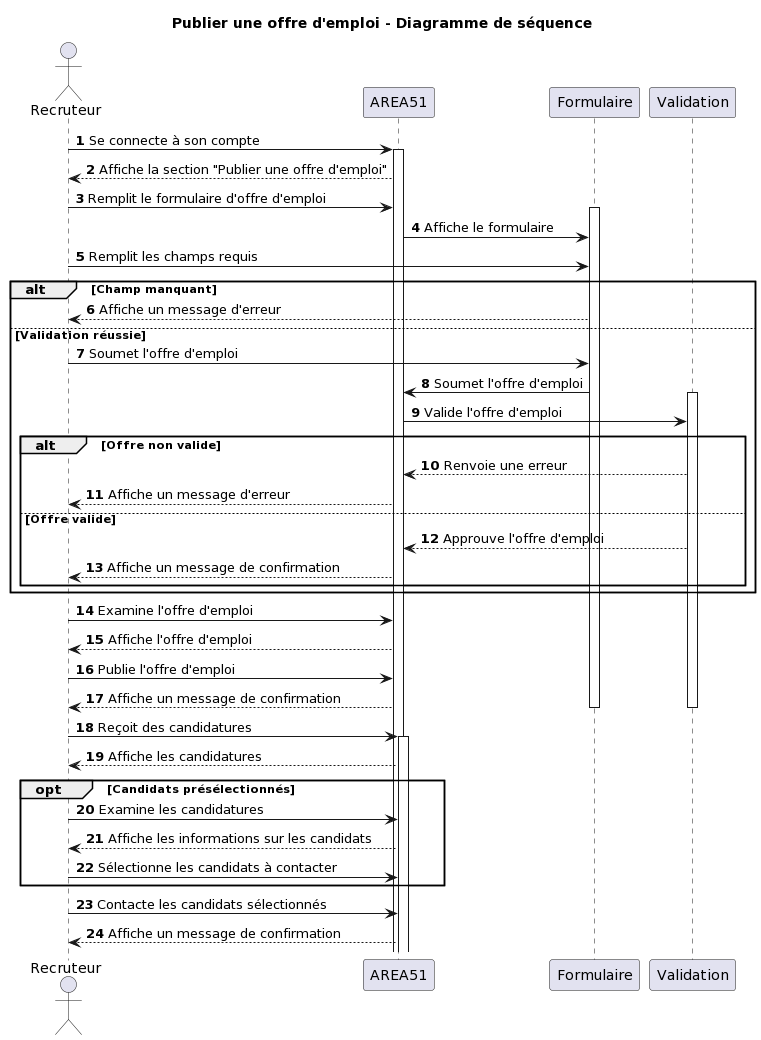 Publier une offre d'emploi - Diagramme de séquence
Recruteur
AREA51
Formulaire
Validation
1 Se connecte à son compte
2 Affiche la section "Publier une offre d'emploi"
3 Remplit le formulaire d'offre d'emploi
4 Affiche le formulaire
5 Remplit les champs requis
alt [Champ manquant]
6 Affiche un message d'erreur
[Validation réussie]
7 Soumet l'offre d'emploi
8 Soumet l'offre d'emploi
9 Valide l'offre d'emploi
alt [Offre non valide]
10 Renvoie une erreur
11 Affiche un message d'erreur
[Offre valide]
12 Approuve l'offre d'emploi
13 Affiche un message de confirmation
14 Examine l'offre d'emploi
15 Affiche l'offre d'emploi
16 Publie l'offre d'emploi
17 Affiche un message de confirmation
18 Reçoit des candidatures
19 Affiche les candidatures
opt [Candidats présélectionnés]
20 Examine les candidatures
21 Affiche les informations sur les candidats
22 Sélectionne les candidats à contacter
23 Contacte les candidats sélectionnés
24 Affiche un message de confirmation
Recruteur
AREA51
Formulaire
Validation